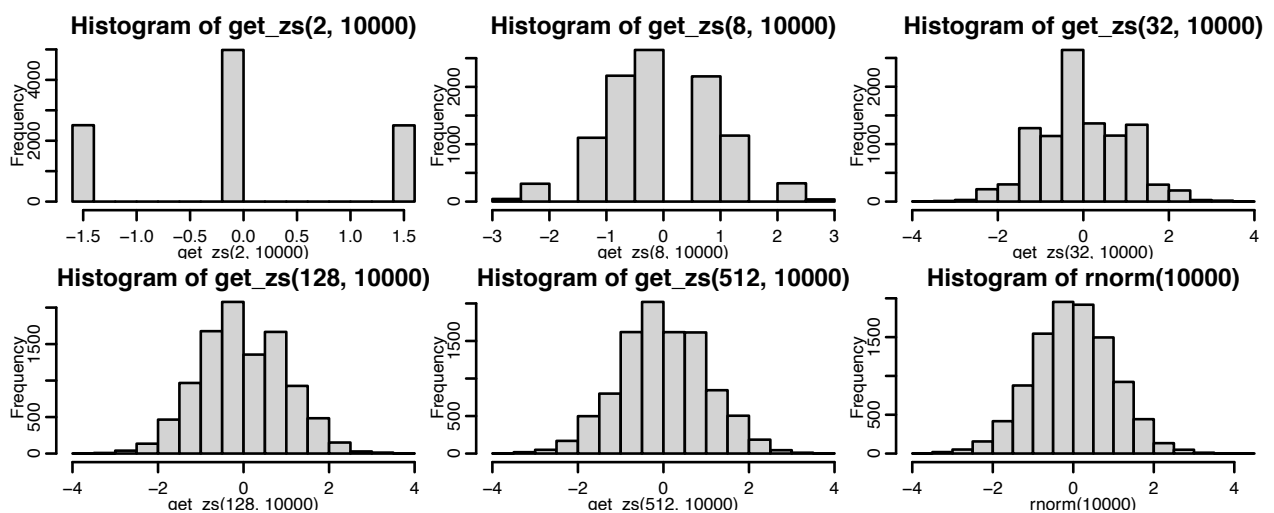 Histogram of get_zs(2, 10000)
Frequency
0 2000 4000
−1.5 −1.0 −0.5 0.0 0.5 1.0 1.5
get_zs(2, 10000)
Histogram of get_zs(8, 10000)
Frequency
0 1000 2000
−3 −2 −1 0 1 2 3
get_zs(8, 10000)
Histogram of get_zs(32, 10000)
Frequency
0 1000 2000
−4 −2 0 2 4
get_zs(32, 10000)
Histogram of get_zs(128, 10000)
Frequency
0 500 1500
−4 −2 0 2 4
get_zs(128, 10000)
Histogram of get_zs(512, 10000)
Frequency
0 500 1500
−4 −2 0 2 4
get_zs(512, 10000)
Histogram of rnorm(10000)
Frequency
0 500 1500
−4 −2 0 2 4
rnorm(10000)